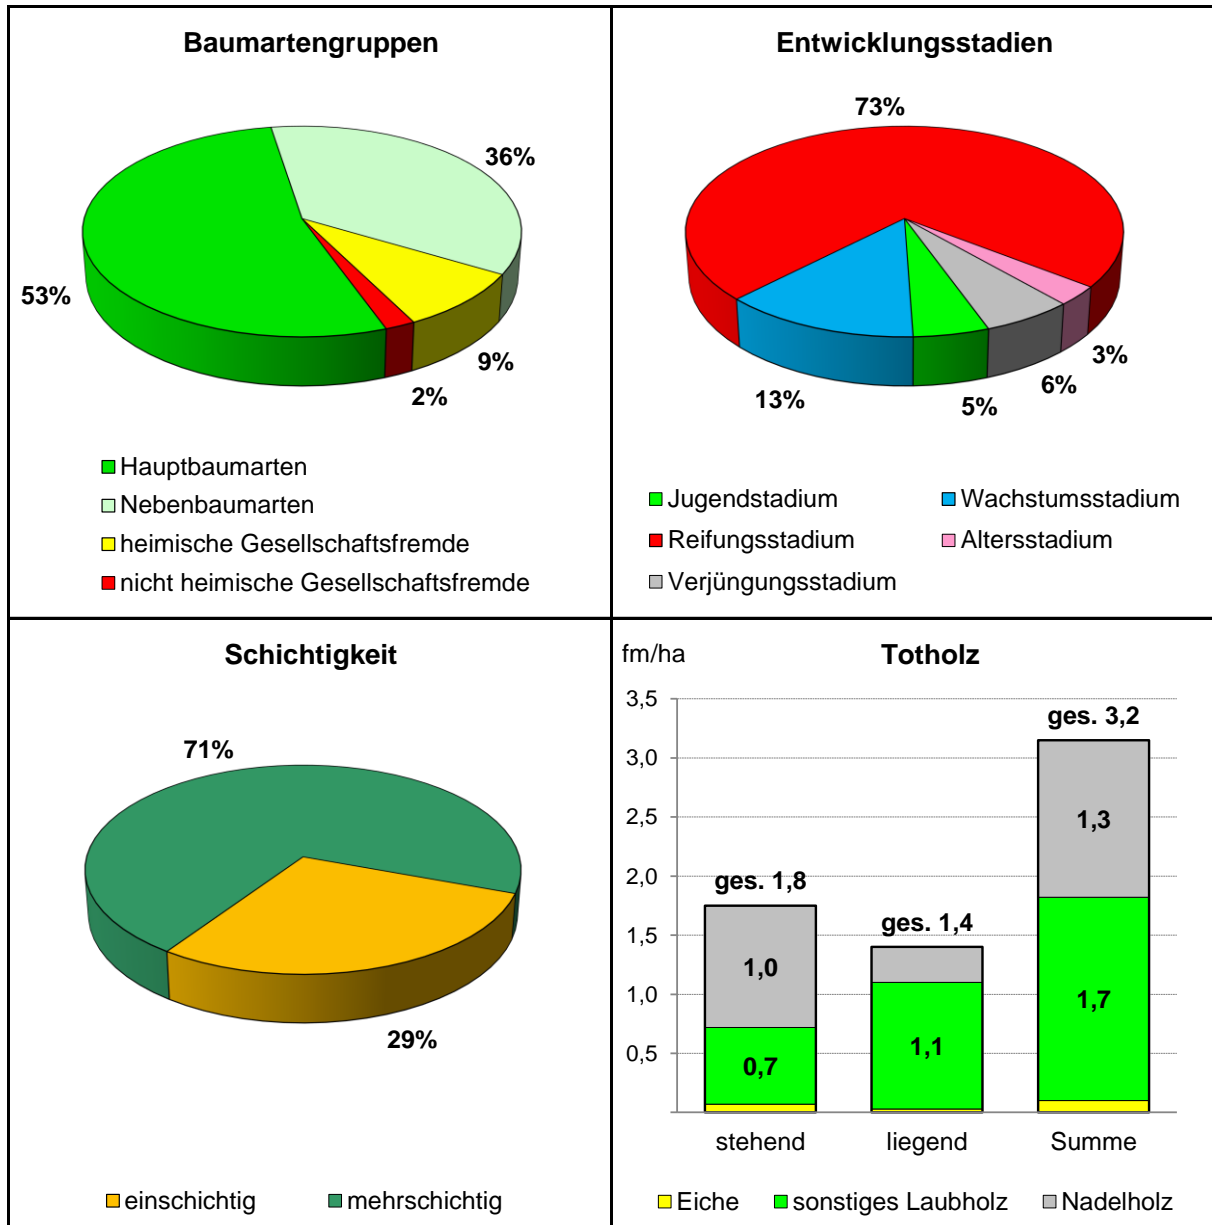 Baumartengruppen
36%
53%
9%
2%
Hauptbaumarten
Nebenbaumarten
heimische Gesellschaftsfremde
nicht heimische Gesellschaftsfremde
Entwicklungsstadien
73%
3%
6%
13%
5%
Jugendstadium
Wachstumsstadium
Reifungsstadium
Altersstadium
Verjüngungsstadium
Schichtigkeit
71%
29%
einschichtig
mehrschichtig
fm/ha
Totholz
3,5
ges. 3,2
3,0
2,5
1,3
2,0
ges. 1,8
1,5
ges. 1,4
1,0
1,0
1,7
1,1
0,7
0,5
stehend
liegend
Summe
Eiche
sonstiges Laubholz
Nadelholz